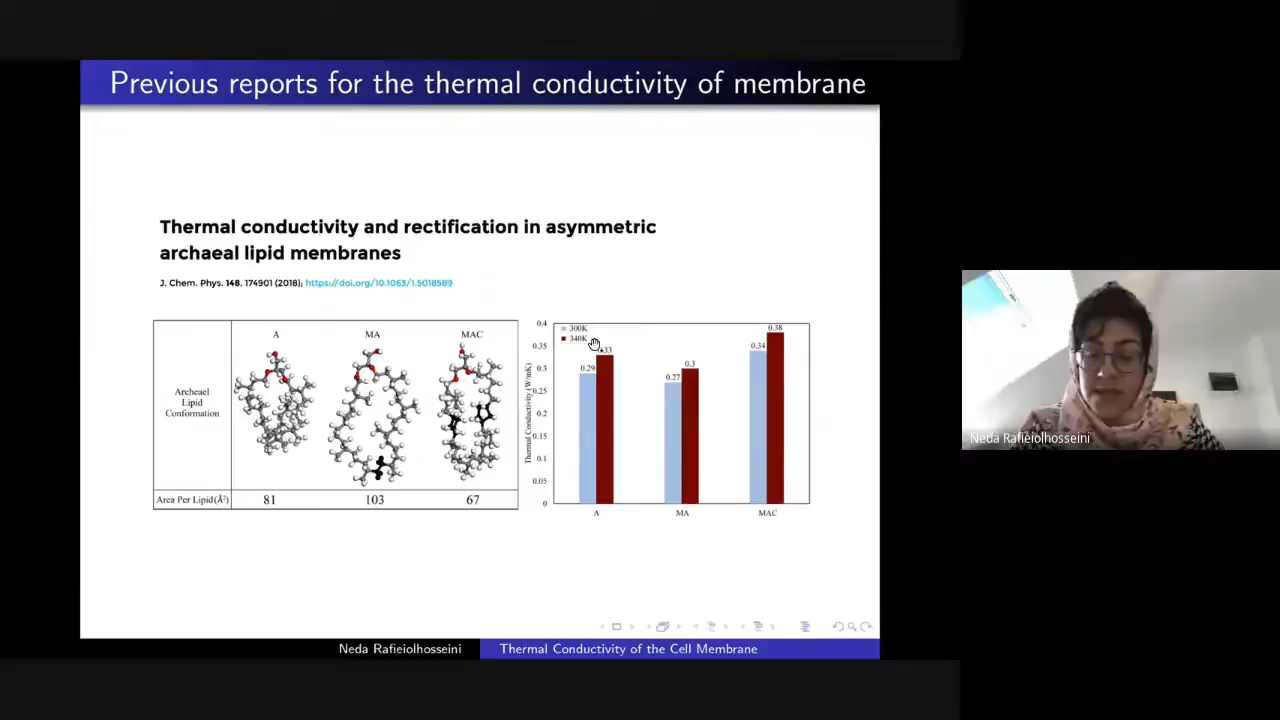 Previous reports for the thermal conductivity of membrane
Thermal conductivity and rectification in asymmetric
archaeal lipid membranes
J. Chem. Phys. 148, 174901 (2018); https://doi.org/10.1063/1.5018589
A MA MAC
Archaeel
Lipid
Conformation
Area Per Lipid(Å²) 81 103 67
Thermal Conductivity (W/mK)
0.4
0.35
0.3
0.25
0.2
0.15
0.1
0.05
0
300K
340K
0.29 0.33
0.27 0.3
0.34 0.38
A MA MAC
Neda Rafieiolhosseini
Neda Rafieiolhosseini Thermal Conductivity of the Cell Membrane